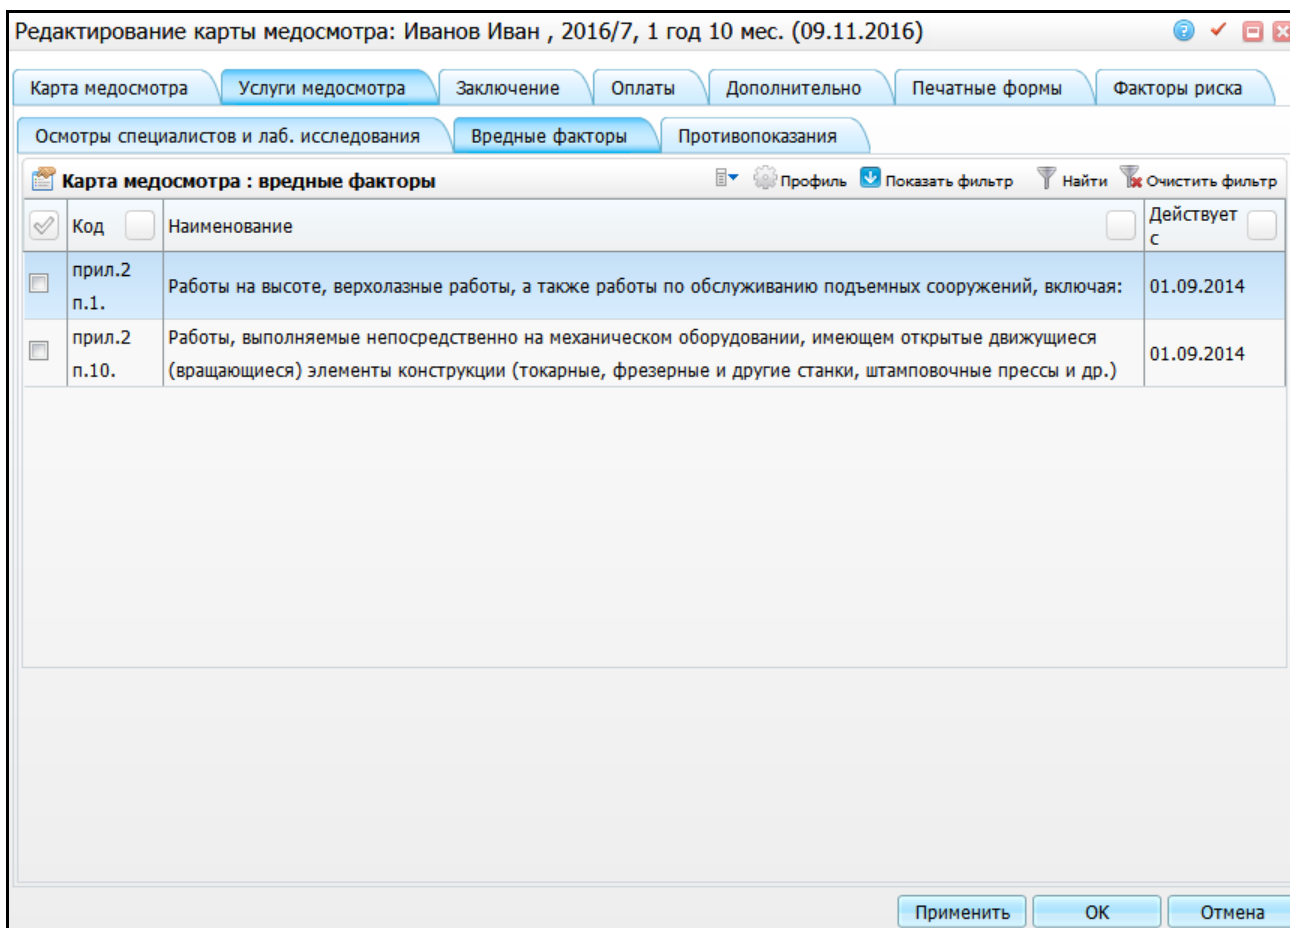 Редактирование карты медосмотра: Иванов Иван , 2016/7, 1 год 10 мес. (09.11.2016)
Карта медосмотра Услуги медосмотра Заключение Оплаты Дополнительно Печатные формы Факторы риска
Осмотры специалистов и лаб. исследования Вредные факторы Противопоказания
Карта медосмотра : вредные факторы Профиль Показать фильтр Найти Очистить фильтр
Код Наименование Действует
с
прил.2
п.1.
Работы на высоте, верхолазные работы, а также работы по обслуживанию подъемных сооружений, включая:
01.09.2014
прил.2
п.10.
Работы, выполняемые непосредственно на механическом оборудовании, имеющем открытые движущиеся
(вращающиеся) элементы конструкции (токарные, фрезерные и другие станки, штамповочные прессы и др.)
01.09.2014
Применить ОК Отмена